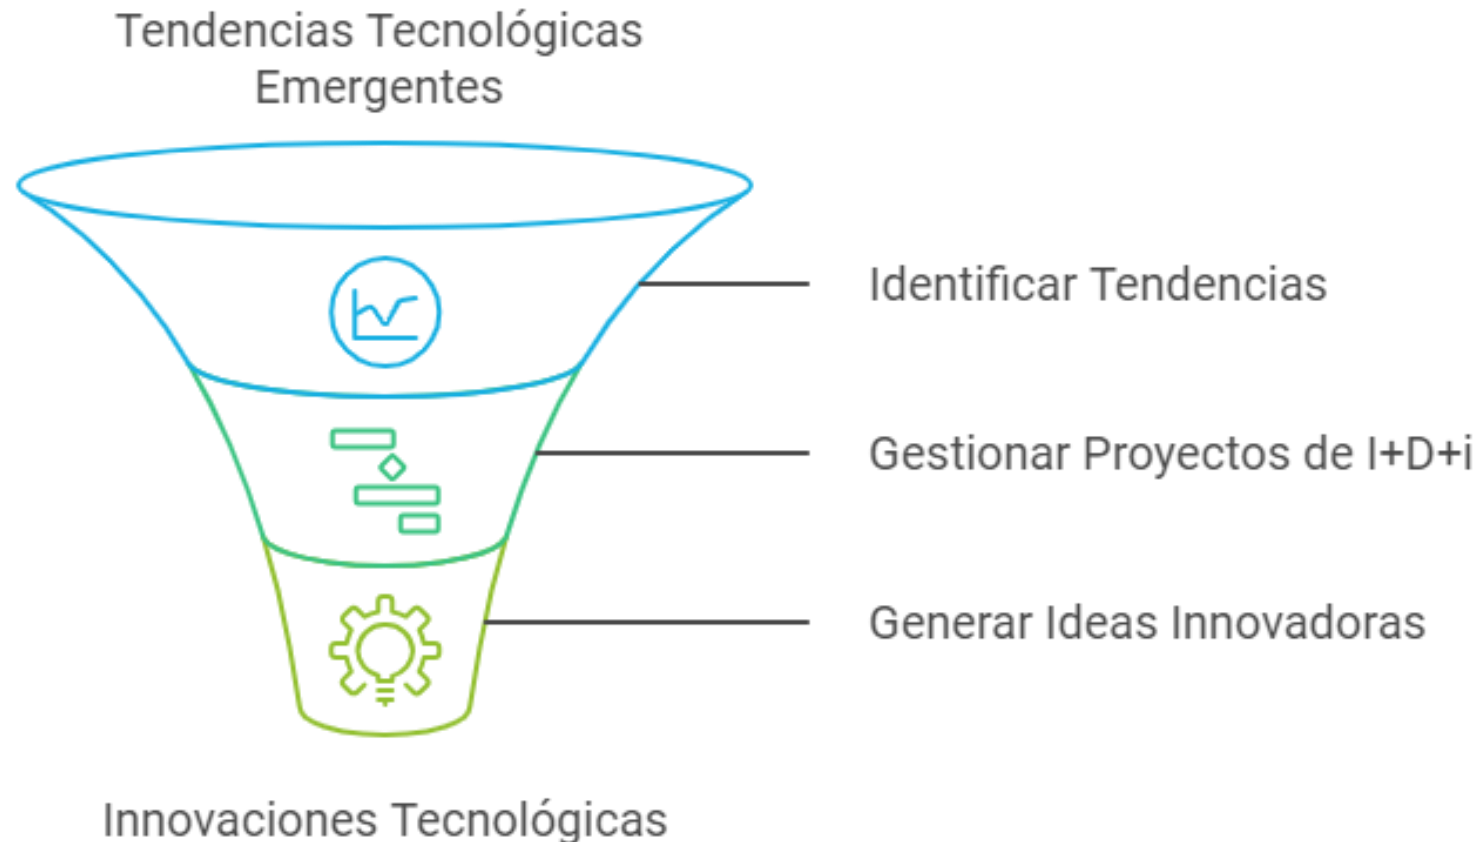 Tendencias Tecnológicas
Emergentes
Identificar Tendencias
Gestionar Proyectos de I+D+i
Generar Ideas Innovadoras
Innovaciones Tecnológicas